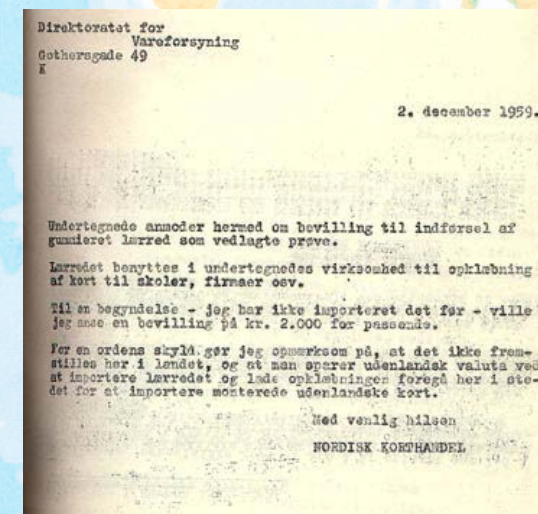 Direktoratet for
Vareforsyning
Gothersgade 49
K
2. december 1959.
Undertegnede anmoder hermed om bevilling til indførsel af
gummieret lærred som vedlagte prøve.
Lærredet benyttes i undertegnedes virksomhed til opklæbning
af kort til skoler, firmaer osv.
Til en begyndelse - jeg har ikke importeret det før - ville
jeg anse en bevilling på kr. 2.000 for passende.
For en ordens skyld gør jeg opmærksom på, at det ikke frem-
stilles her i landet, og at man sparer udenlandsk valuta ved
at importere lærredet og lade opklæbningen foregå her i ste-
det for at importere monterede udenlandske kort.
Med venlig hilsen
NORDISK KORTHANDEL